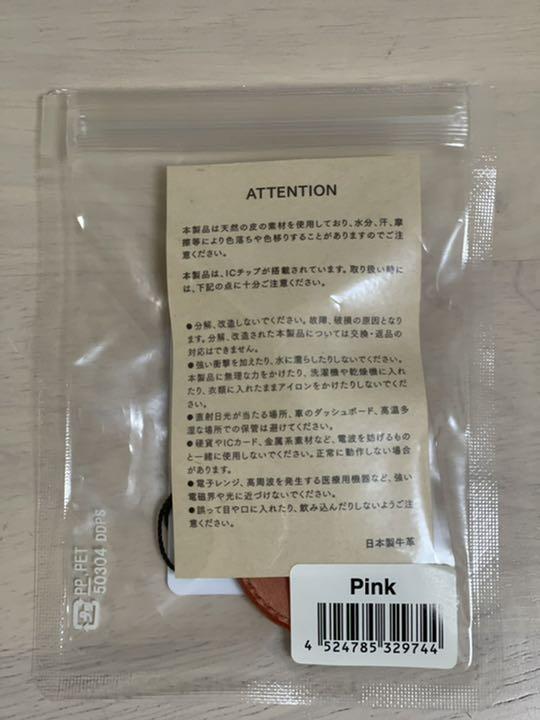 ATTENTION
本製品は天然の皮の素材を使用しており、水分、汗、摩
擦等により色落ちや色移りすることがありますのでご注
意ください。
本製品は、ICチップが搭載されています。取り扱い時に
は、下記の点に十分ご注意ください。
●分解、改造しないでください。故障、破損の原因となり
ます。分解、改造された本製品については交換・返品の
対応はできません。
●強い衝撃を加えたり、水に濡らしたりしないでください。
本製品に無理な力をかけたり、洗濯機や乾燥機に入れ
たり、衣類に入れたままアイロンをかけたりしないでくだ
さい。
●直射日光が当たる場所、車のダッシュボード、高温多
湿な場所での保管は避けてください。
●硬貨やICカード、金属系素材など、電波を妨げるもの
と一緒に使用しないでください。正常に動作しない場合
があります。
●電子レンジ、高周波を発生する医療用機器など、強い
電磁界や光に近づけないでください。
●誤って目や口に入れたり、飲み込んだりしないようご注
意ください。
日本製牛革
プラ
PP, PET
50304 DDPS
Pink
4 524785 329744